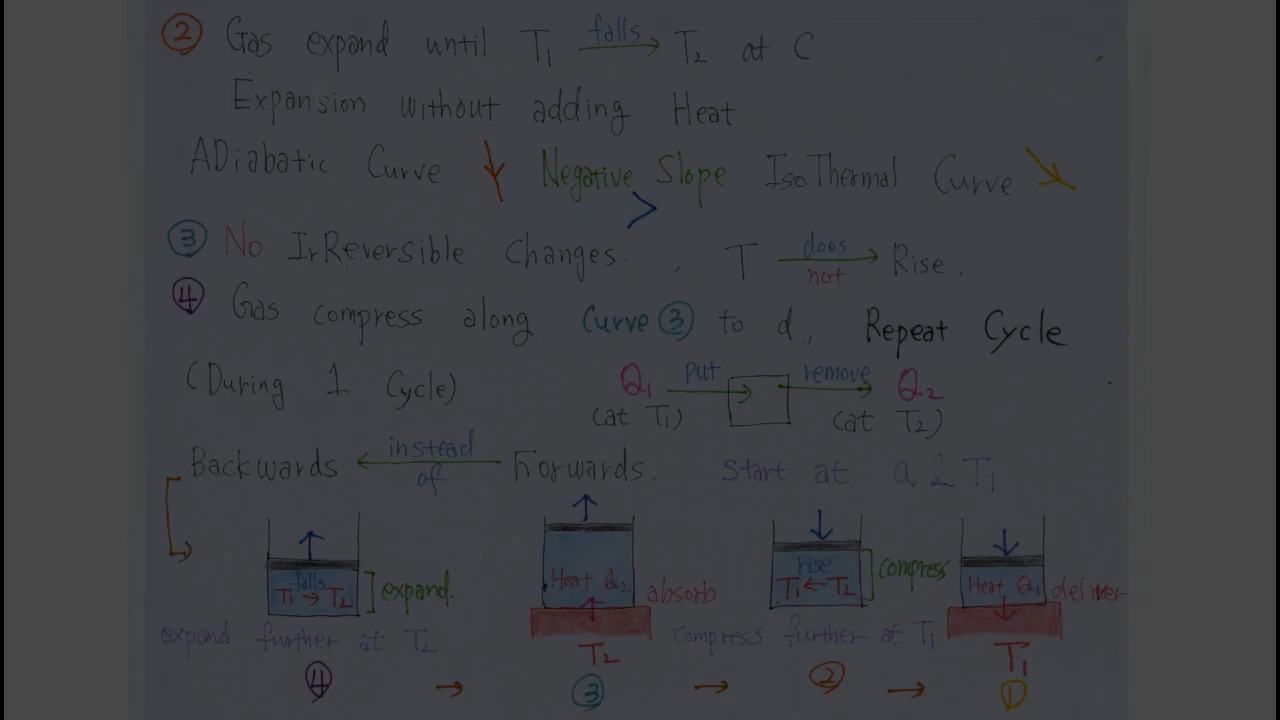 ② Gas expand until T₁ falls → T₂ at C.
Expansion without adding Heat
ADiabatic Curve ↓ Negative Slope IsoThermal Curve ↘
>
③ No IrReversible Changes. , T does not → Rise.
④ Gas compress along Curve ③ to d., Repeat Cycle
(During 1 Cycle) Q₁ put → remove → Q₂
(at T₁) (at T₂)
Backwards ← instead of Forwards. Start at a & T₁
falls T₁ → T₂ expand.
Heat Q₂ absorb
rise T₁ ← T₂ compress
Heat Q₁ deliver
expand further at T₂
T₂
compress further at T₁
T₁
④ → ③ → ② → ①